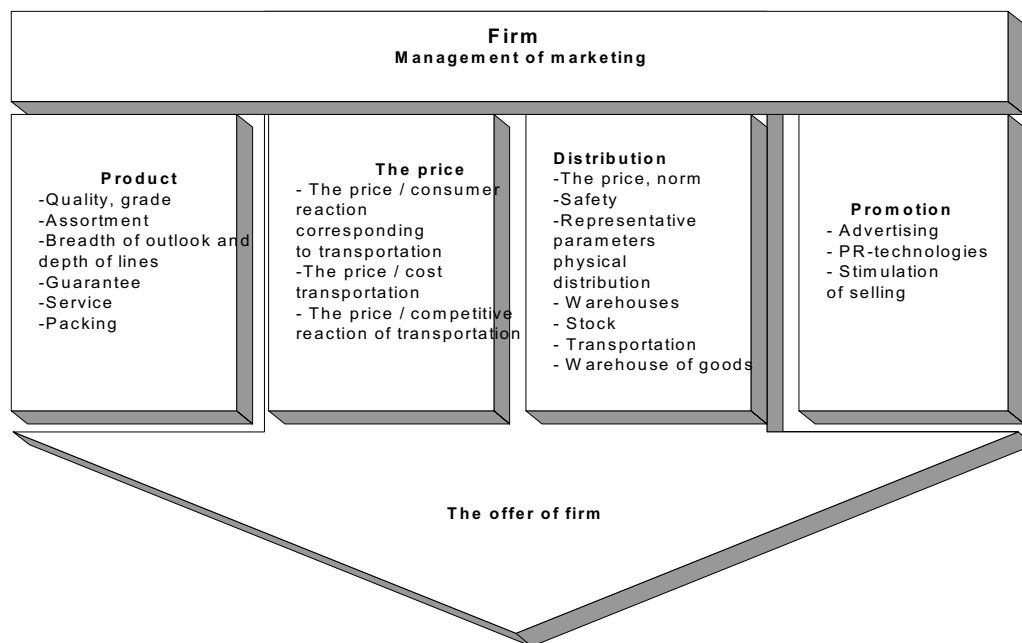 Firm
Management of marketing
Product
-Quality, grade
-Assortment
-Breadth of outlook and
depth of lines
-Guarantee
-Service
-Packing
The price
- The price / consumer
reaction
corresponding
to transportation
-The price / cost
transportation
- The price / competitive
reaction of transportation
Distribution
-The price, norm
-Safety
-Representative
parameters
physical
distribution
- Warehouses
- Stock
- Transportation
- Warehouse of goods
Promotion
- Advertising
- PR-technologies
- Stimulation
of selling
The offer of firm